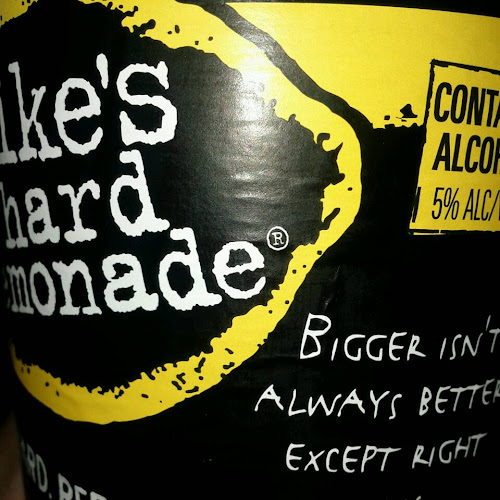 ike's
hard
monade®
CONTA
ALCOH
5% ALC/
BIGGER ISN'T
ALWAYS BETTER
EXCEPT RIGHT